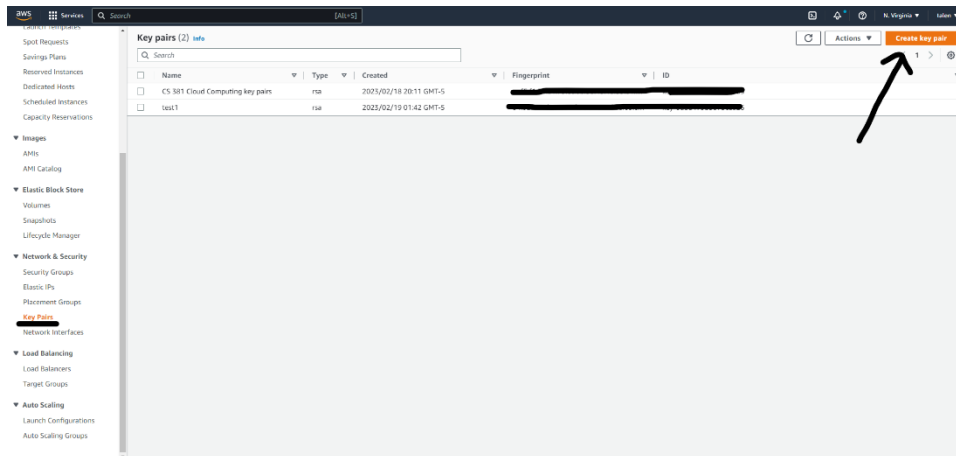 aws Services Search [Alt+S] N. Virginia talen
Launch Templates
Spot Requests
Savings Plans
Reserved Instances
Dedicated Hosts
Scheduled Instances
Capacity Reservations
Images
AMIs
AMI Catalog
Elastic Block Store
Volumes
Snapshots
Lifecycle Manager
Network & Security
Security Groups
Elastic IPs
Placement Groups
Key Pairs
Network Interfaces
Load Balancing
Load Balancers
Target Groups
Auto Scaling
Launch Configurations
Auto Scaling Groups
Key pairs (2) Info Actions Create key pair
Search 1
Name Type Created Fingerprint ID
CS 381 Cloud Computing key pairs rsa 2023/02/18 20:11 GMT-5
test1 rsa 2023/02/19 01:42 GMT-5